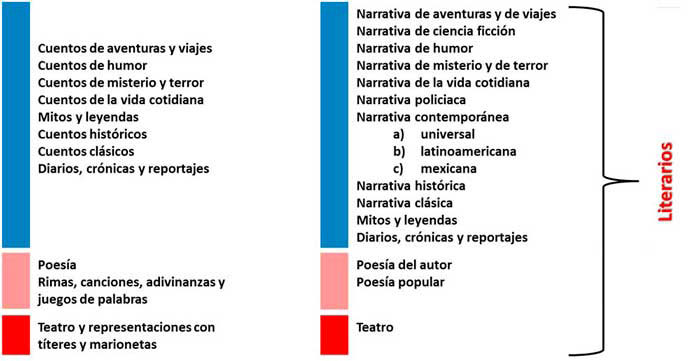 Cuentos de aventuras y viajes
Cuentos de humor
Cuentos de misterio y terror
Cuentos de la vida cotidiana
Mitos y leyendas
Cuentos históricos
Cuentos clásicos
Diarios, crónicas y reportajes
Poesía
Rimas, canciones, adivinanzas y
juegos de palabras
Teatro y representaciones con
títeres y marionetas
Narrativa de aventuras y de viajes
Narrativa de ciencia ficción
Narrativa de humor
Narrativa de misterio y de terror
Narrativa de la vida cotidiana
Narrativa policiaca
Narrativa contemporánea
a) universal
b) latinoamericana
c) mexicana
Narrativa histórica
Narrativa clásica
Mitos y leyendas
Diarios, crónicas y reportajes
Poesía del autor
Poesía popular
Teatro
Literarios